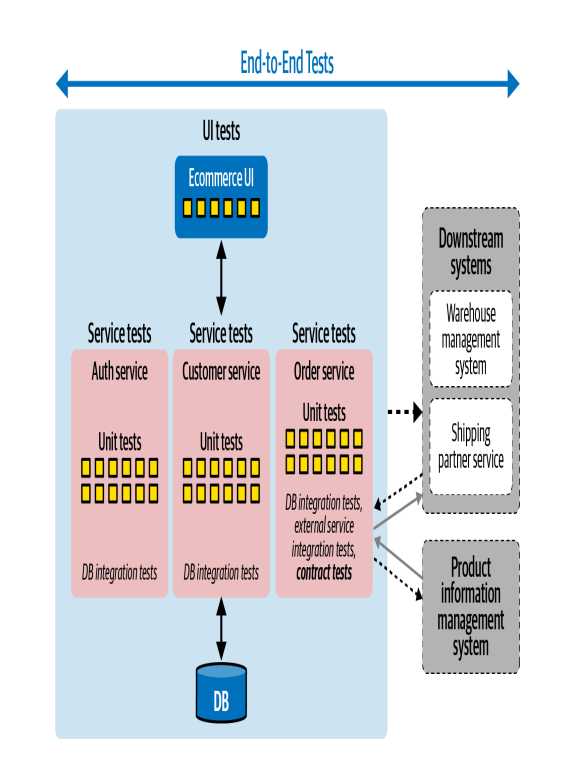 End-to-End Tests
UI tests
Ecommerce UI
Service tests
Service tests
Service tests
Auth service
Customer service
Order service
Unit tests
Unit tests
Unit tests
DB integration tests
DB integration tests
DB integration tests,
external service
integration tests,
contract tests
DB
Downstream
systems
Warehouse
management
system
Shipping
partner service
Product
information
management
system